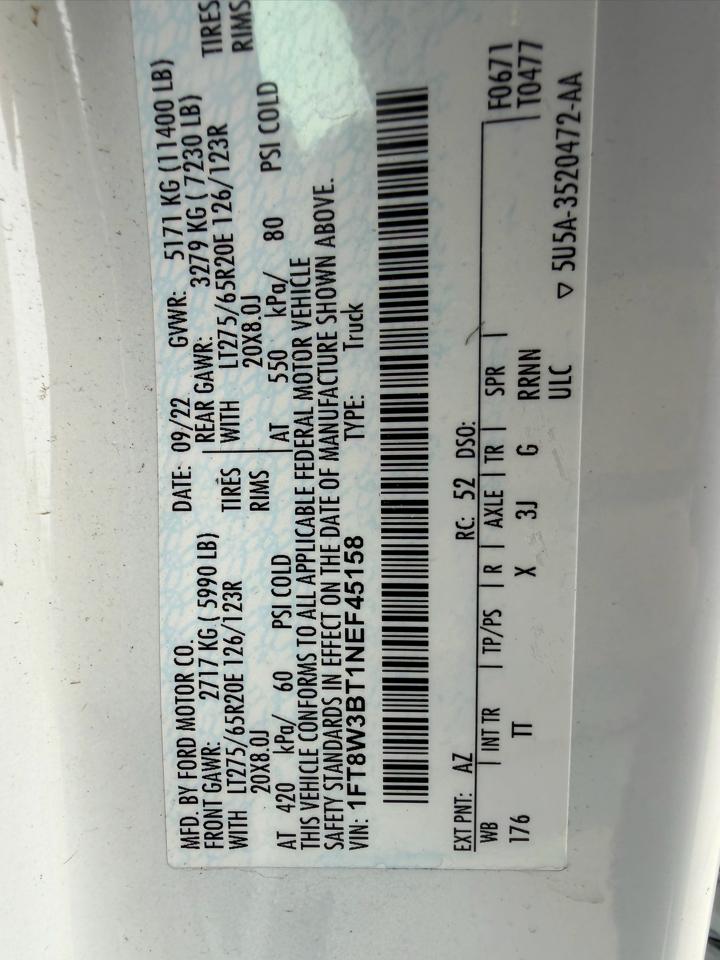 MFD. BY FORD MOTOR CO.
DATE: 09/22 GVWR: 5171 KG (11400 LB)
FRONT GAWR: 2717 KG ( 5990 LB)
REAR GAWR: 3279 KG ( 7230 LB)
WITH LT275/65R20E 126/123R TIRES
WITH LT275/65R20E 126/123R TIRES
20X8.0J RIMS
20X8.0J RIMS
AT 420 kPa/ 60 PSI COLD
AT 550 kPa/ 80 PSI COLD
THIS VEHICLE CONFORMS TO ALL APPLICABLE FEDERAL MOTOR VEHICLE
SAFETY STANDARDS IN EFFECT ON THE DATE OF MANUFACTURE SHOWN ABOVE.
VIN: 1FT8W3BT1NEF45158 TYPE: Truck
EXT PNT: AZ RC: 52 DSO:
WB INT TR TP/PS R AXLE TR SPR F0671
176 TT X 3J G RRNN T0477
ULC
▽ 5U5A-3520472-AA